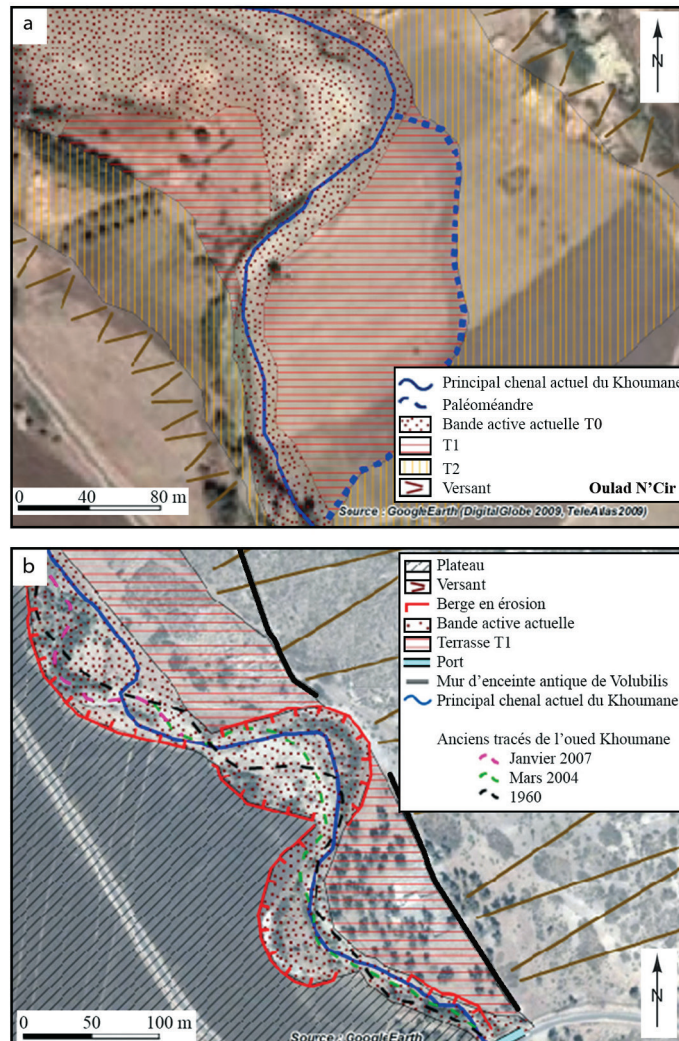 a
N
Principal chenal actuel du Khoumane
Paléoméandre
Bande active actuelle T0
T1
T2
Versant Oulad N'Cir
0 40 80 m
Source : GoogleEarth (DigitalGlobe 2009, TeleAtlas2009)
b
Plateau
Versant
Berge en érosion
Bande active actuelle
Terrasse T1
Port
Mur d'enceinte antique de Volubilis
Principal chenal actuel du Khoumane
Anciens tracés de l'oued Khoumane
Janvier 2007
Mars 2004
1960
N
0 50 100 m
Source : GoogleEarth